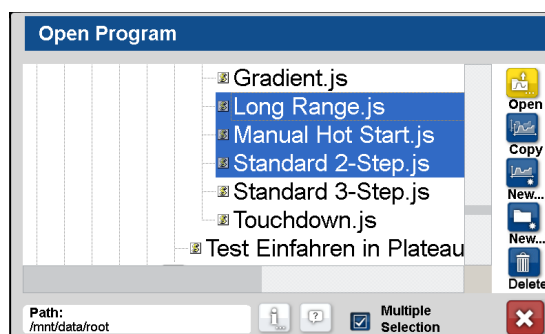 Open Program
Gradient.js
Long Range.js
Manual Hot Start.js
Standard 2-Step.js
Standard 3-Step.js
Touchdown.js
Test Einfahren in Plateau
Open
Copy
New...
New...
Delete
Path:
/mnt/data/root
i...
?
Multiple
Selection